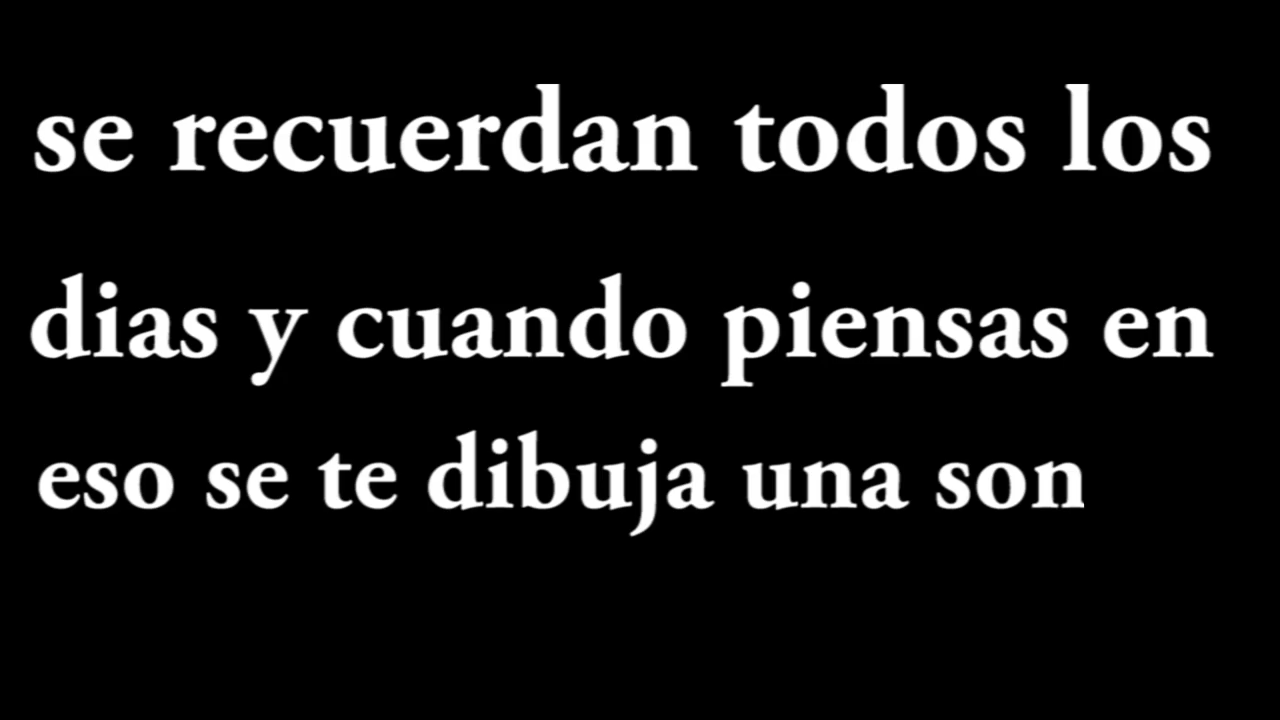 se recuerdan todos los
dias y cuando piensas en
eso se te dibuja una son